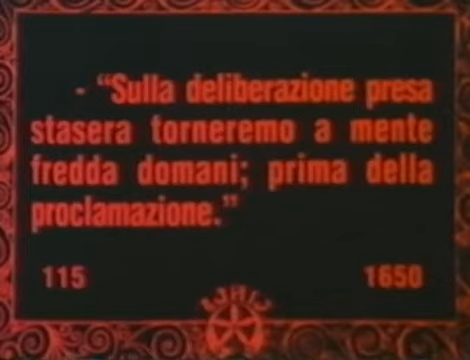 - “Sulla deliberazione presa
stasera torneremo a mente
fredda domani; prima della
proclamazione.”
115 1650